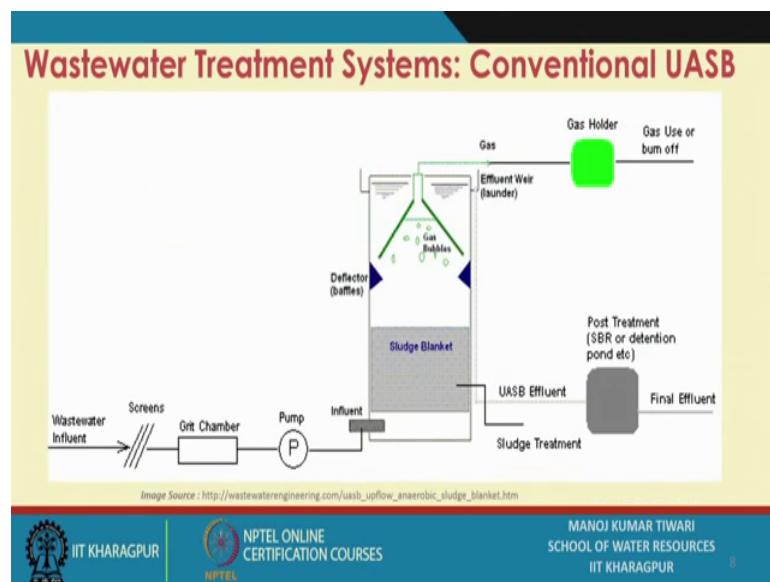 Wastewater Treatment Systems: Conventional UASB
Gas Holder
Gas
Gas Use or
burn off
Effluent Weir
(launder)
Gas
Bubbles
Deflector
(baffles)
Sludge Blanket
Post Treatment
(SBR or detention
pond etc)
UASB Effluent
Final Effluent
Sludge Treatment
Wastewater
Influent
Screens
Grit Chamber
Pump
P
Influent
Image Source : http://wastewaterengineering.com/uasb_upflow_anaerobic_sludge_blanket.htm
IIT KHARAGPUR
NPTEL
NPTEL ONLINE
CERTIFICATION COURSES
MANOJ KUMAR TIWARI
SCHOOL OF WATER RESOURCES
IIT KHARAGPUR
8